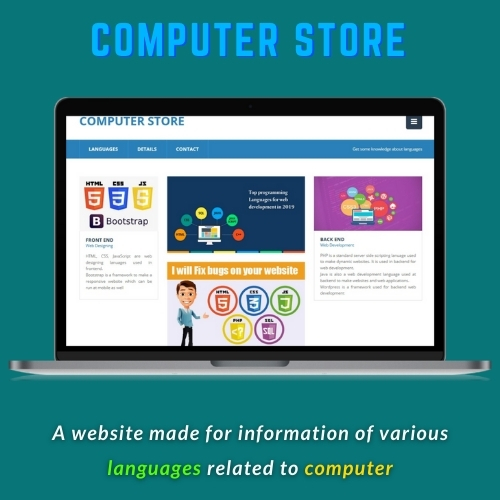 COMPUTER STORE
COMPUTER STORE
LANGUAGES DETAILS CONTACT
Get some knowledge about languages
HTML CSS JS
Bootstrap
FRONT END
Web Designing
HTML, CSS, JavaScript are web
designing lanuages used in
frontend.
Bootstrap is a framework to make a
responsive website which can be
run at mobile as well
Top programming
Languages for web
development in 2019
I will Fix bugs on your website
HTML CSS JS
PHP SQL
BACK END
Web Development
PHP is a standard server side scripting lanuage used
to make dynamic websites. It is used in backend for
web development.
Java is also a web development language used at
backend to make websites and web applications.
Wordpress is a framework used for backend web
development
A website made for information of various
languages related to computer